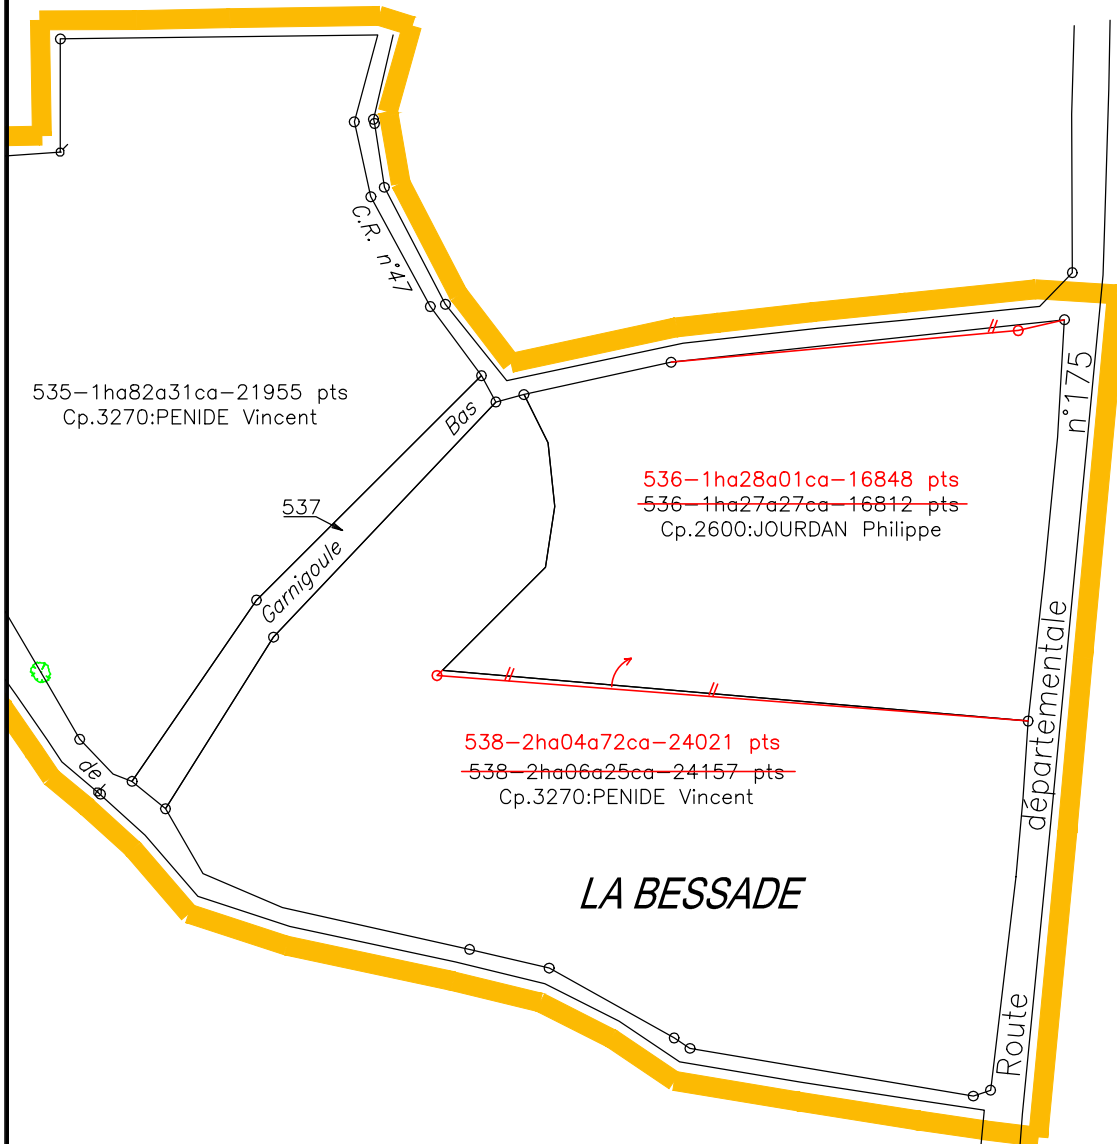 C.R. n°47
535-1ha82a31ca-21955 pts
Cp.3270:PENIDE Vincent
n°175
Bas
536-1ha28a01ca-16848 pts
536-1ha27a27ca-16812 pts
Cp.2600:JOURDAN Philippe
537
Garnigoule
départementale
538-2ha04a72ca-24021 pts
538-2ha06a25ca-24157 pts
Cp.3270:PENIDE Vincent
de
LA BESSADE
Route